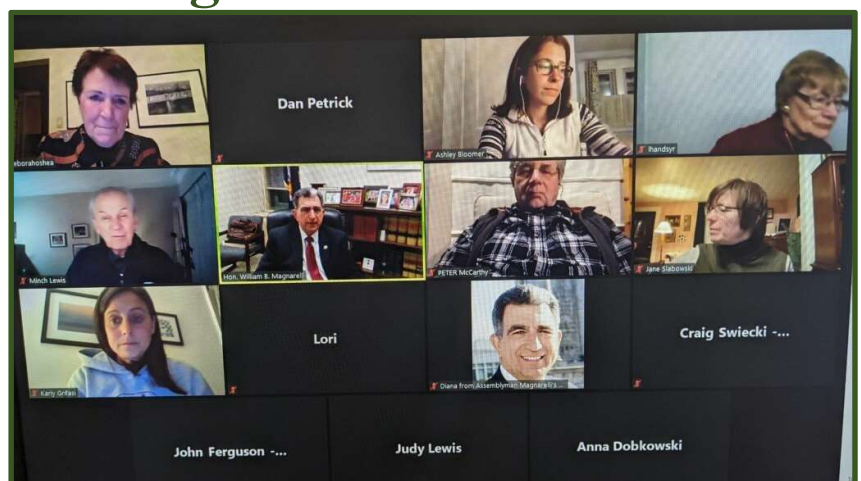 eborahoshea
Dan Petrick
Ashley Bloomer
lhandsyr
Minch Lewis
Hon. William B. Magnarelli
PETER McCarthy
Jane Slabowski
Karly Grifasi
Lori
Diana from Assemblyman Magnarelli's ...
Craig Swiecki -...
John Ferguson -...
Judy Lewis
Anna Dobkowski